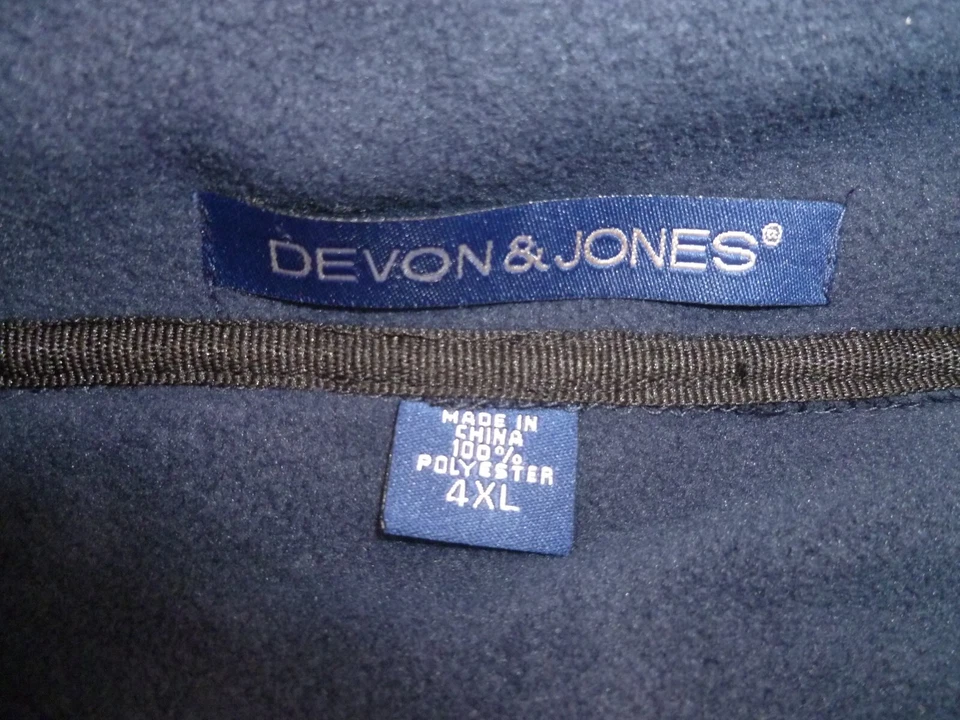 DEVON & JONES®
MADE IN
CHINA
100%
POLYESTER
4XL